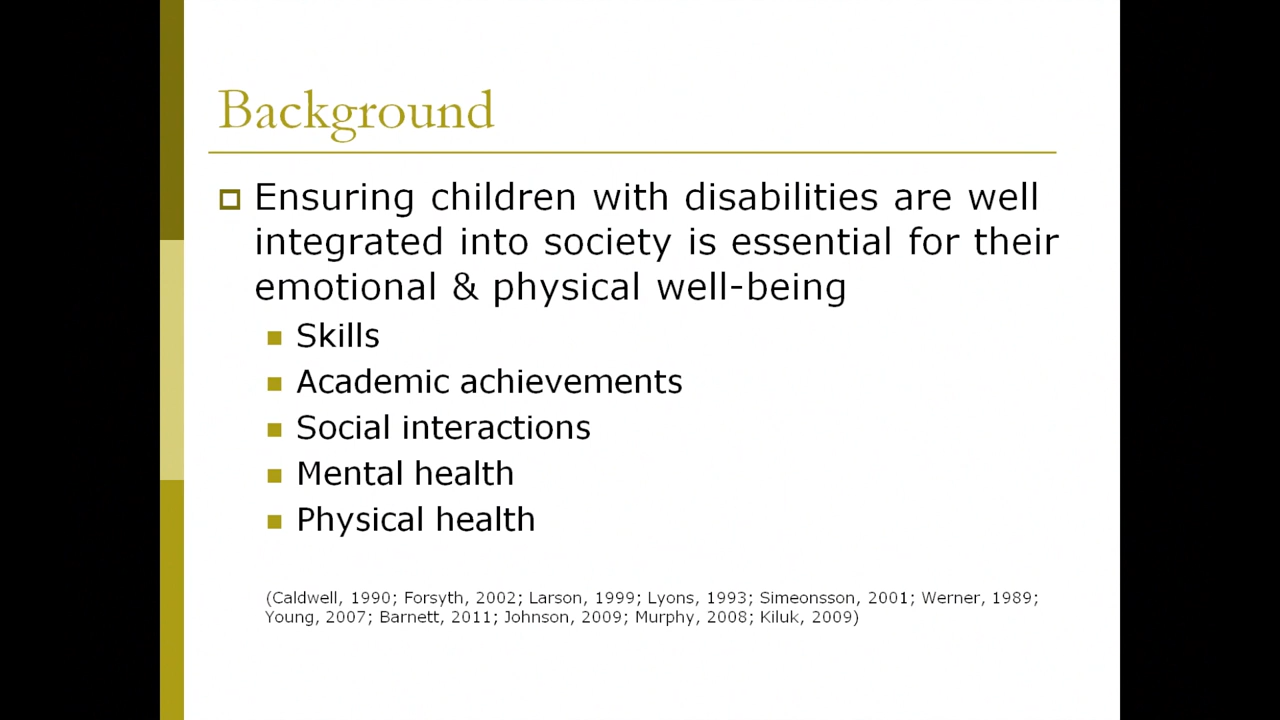 Background
Ensuring children with disabilities are well
integrated into society is essential for their
emotional & physical well-being
Skills
Academic achievements
Social interactions
Mental health
Physical health
(Caldwell, 1990; Forsyth, 2002; Larson, 1999; Lyons, 1993; Simeonsson, 2001; Werner, 1989;
Young, 2007; Barnett, 2011; Johnson, 2009; Murphy, 2008; Kiluk, 2009)